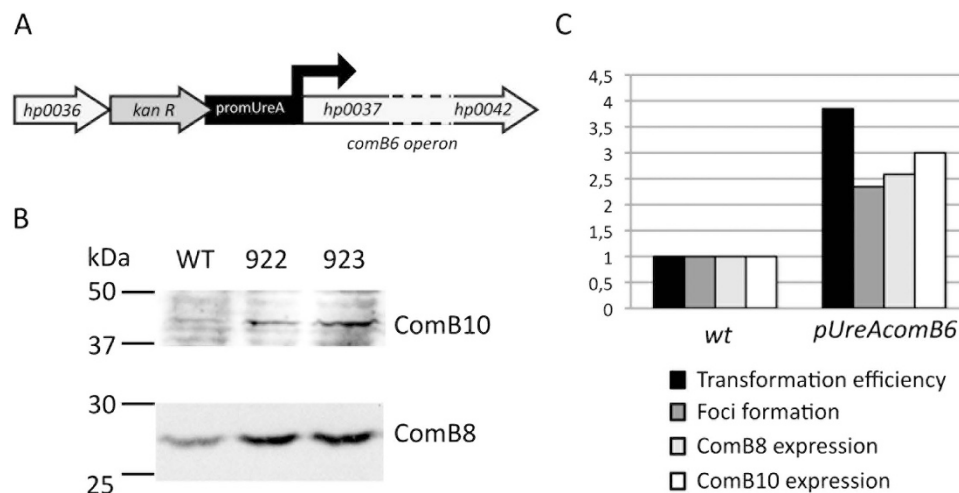 A
hp0036 kan R promUreA hp0037 hp0042
comB6 operon
B
kDa WT 922 923
50
ComB10
37
30
ComB8
25
C
4,5
4
3,5
3
2,5
2
1,5
1
0,5
0
wt pUreAcomB6
Transformation efficiency
Foci formation
ComB8 expression
ComB10 expression